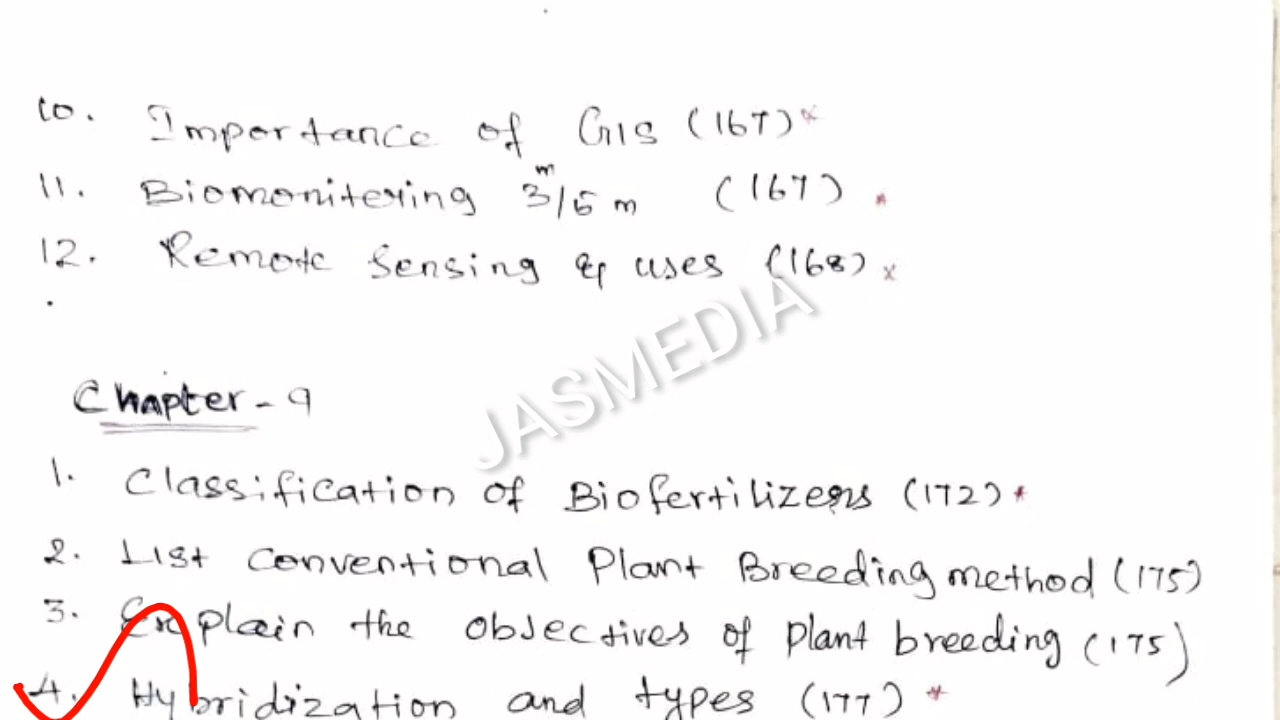 10. Importance of GIS (167) *
11. Biomonitering 3m/5m (167) *
12. Remote Sensing & uses (168) x
JASMEDIA
Chapter - 9
1. Classification of Biofertilizers (172) *
2. List Conventional Plant Breeding method (175)
3. Explain the objectives of plant breeding (175)
4. Hybridization and types (177) *